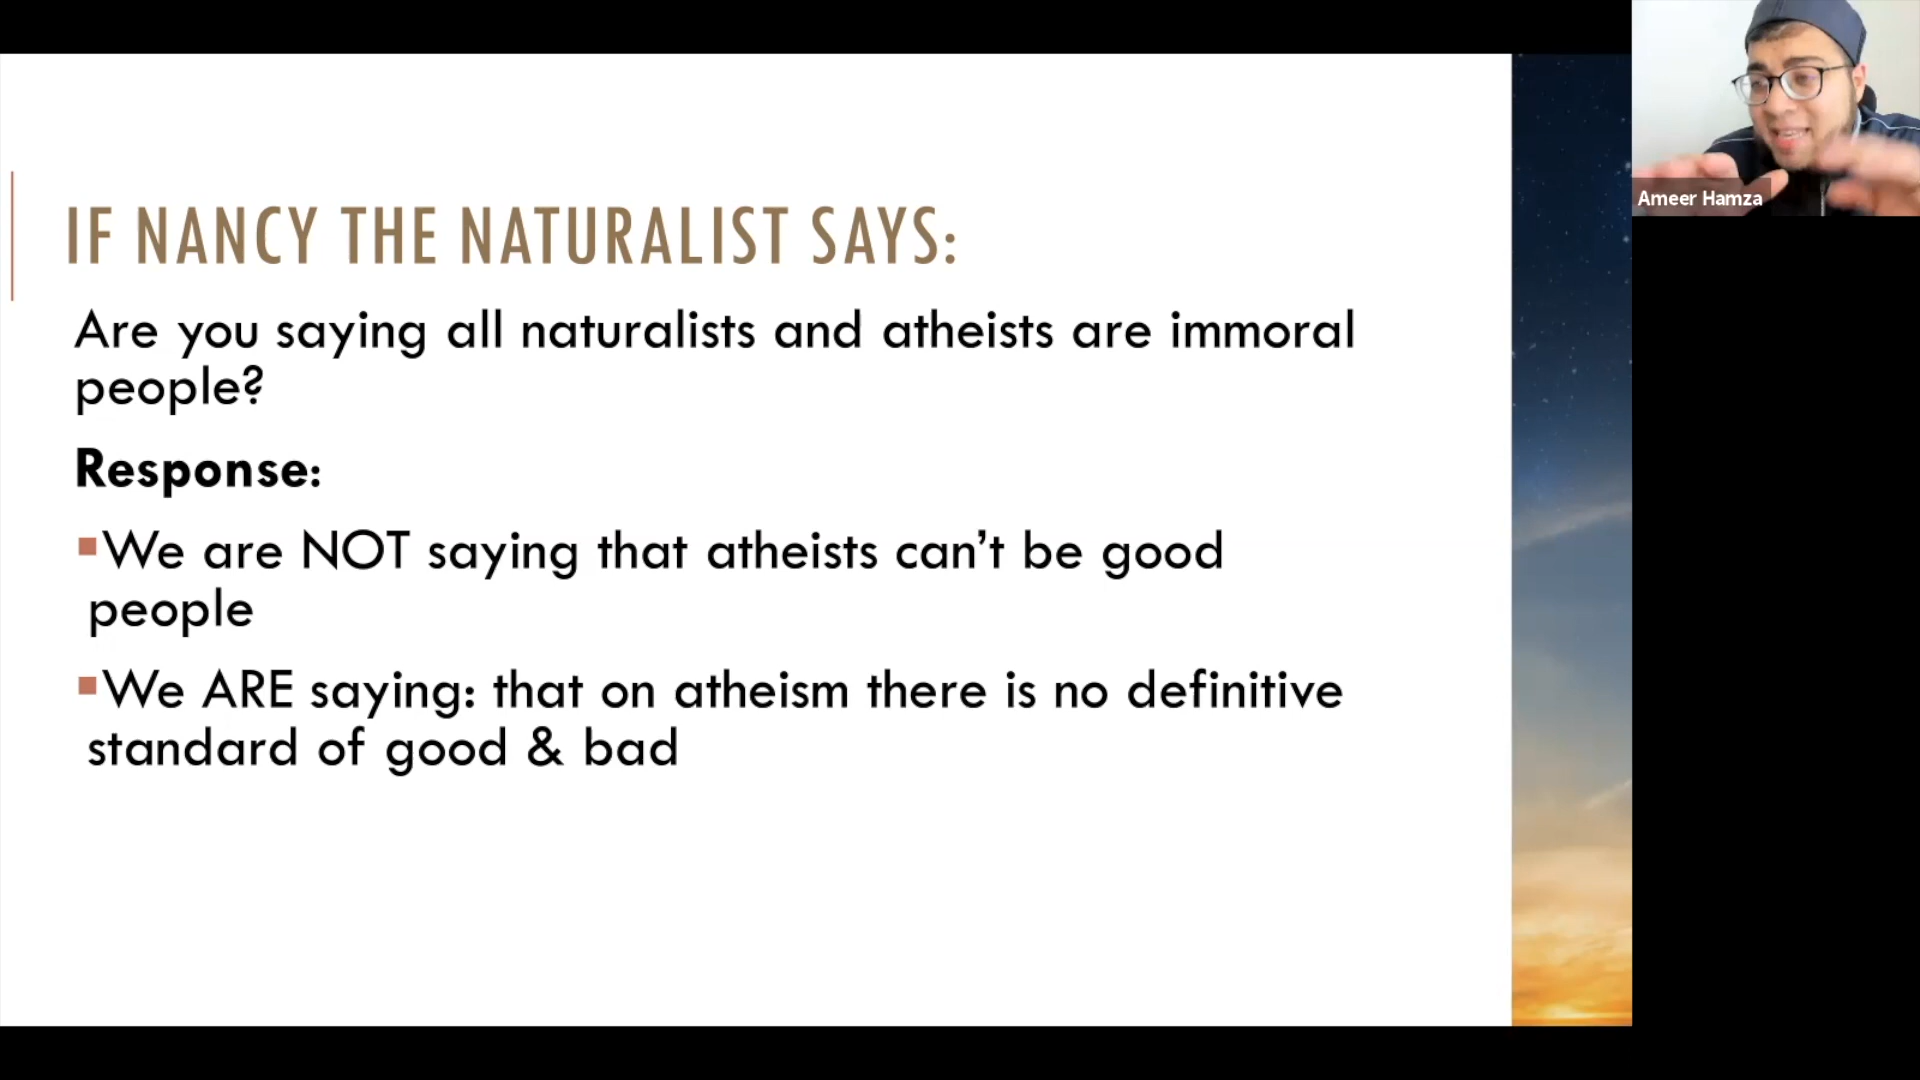 IF NANCY THE NATURALIST SAYS:
Are you saying all naturalists and atheists are immoral
people?
Response:
▪We are NOT saying that atheists can’t be good
people
▪We ARE saying: that on atheism there is no definitive
standard of good & bad
Ameer Hamza